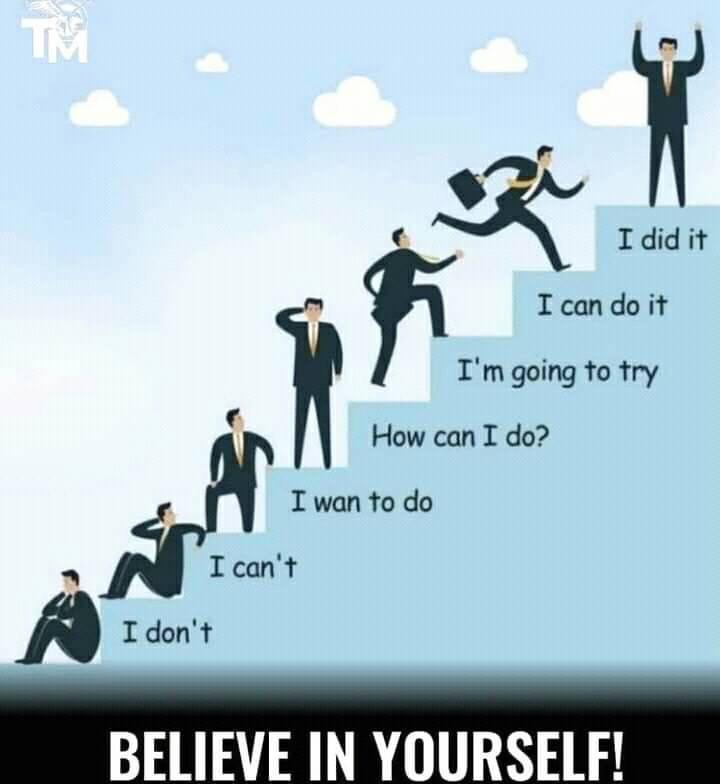 TM
I did it
I can do it
I'm going to try
How can I do?
I wan to do
I can't
I don't
BELIEVE IN YOURSELF!